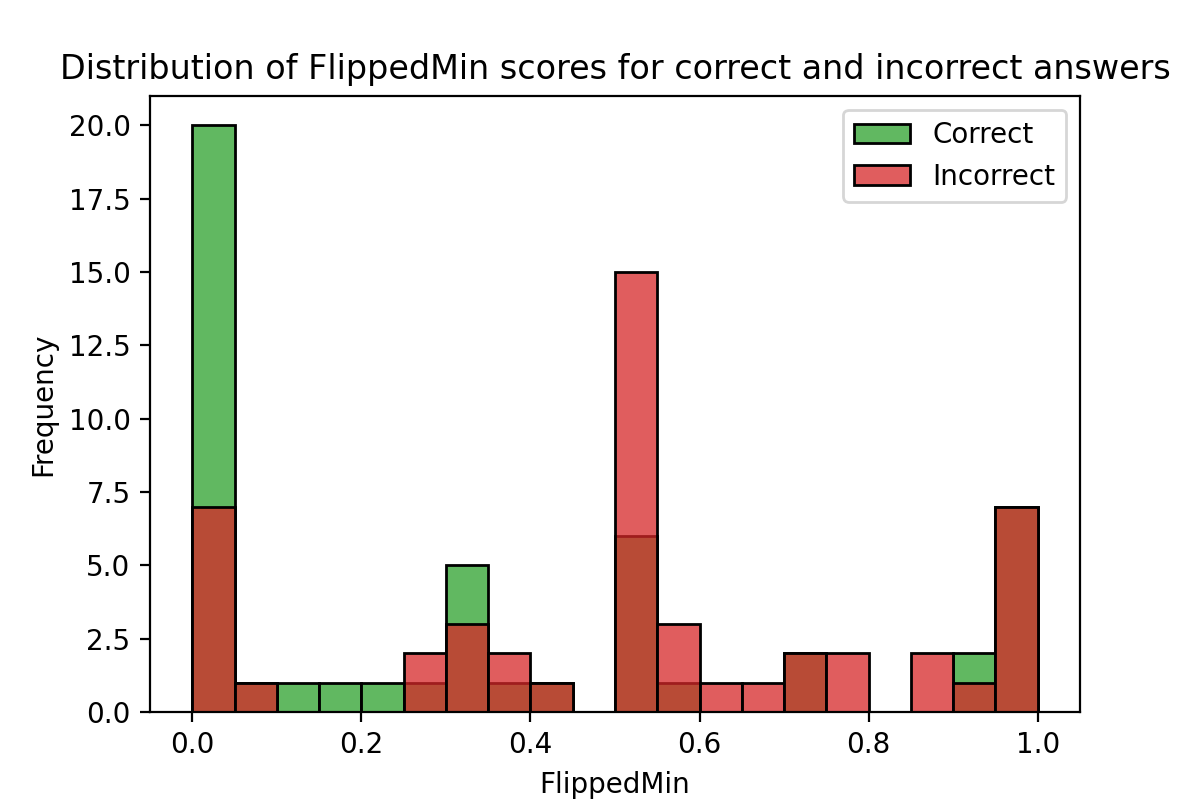 Distribution of FlippedMin scores for correct and incorrect answers
Correct
Incorrect
Frequency
20.0
17.5
15.0
12.5
10.0
7.5
5.0
2.5
0.0
0.0 0.2 0.4 0.6 0.8 1.0
FlippedMin